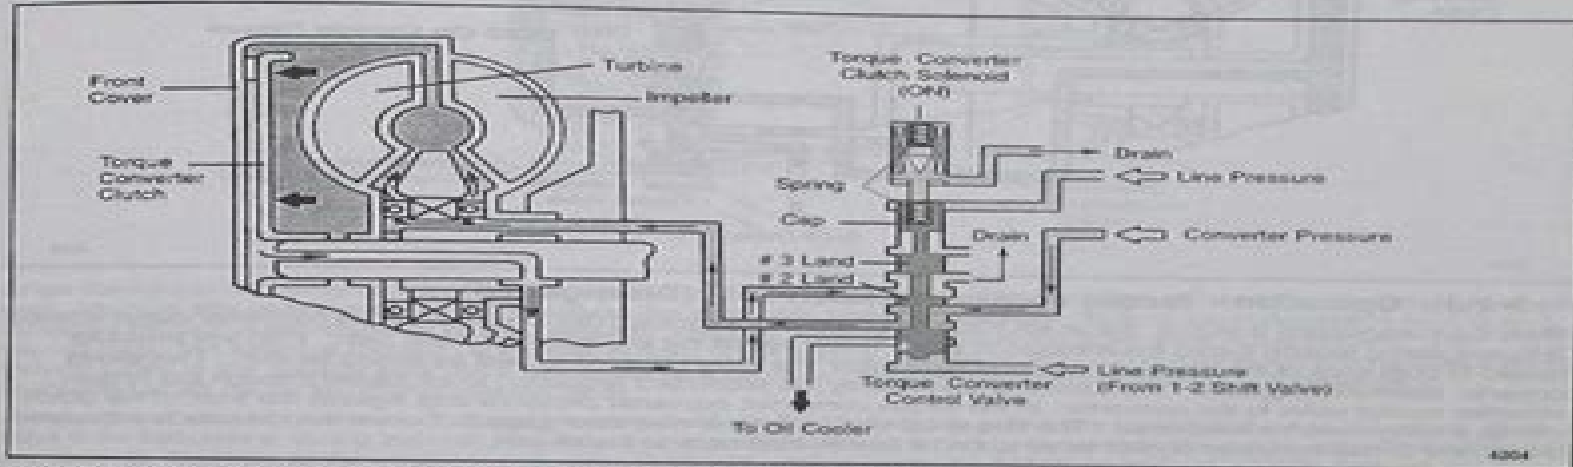 Front
Cover
Torque
Converter
Clutch
Turbine
Impeller
Torque Converter
Clutch Solenoid
(ON)
Spring
Cap
# 3 Land
# 2 Land
Drain
Line Pressure
Drain
Converter Pressure
Line Pressure
(From 1-2 Shift Valve)
Torque Converter
Control Valve
To Oil Cooler